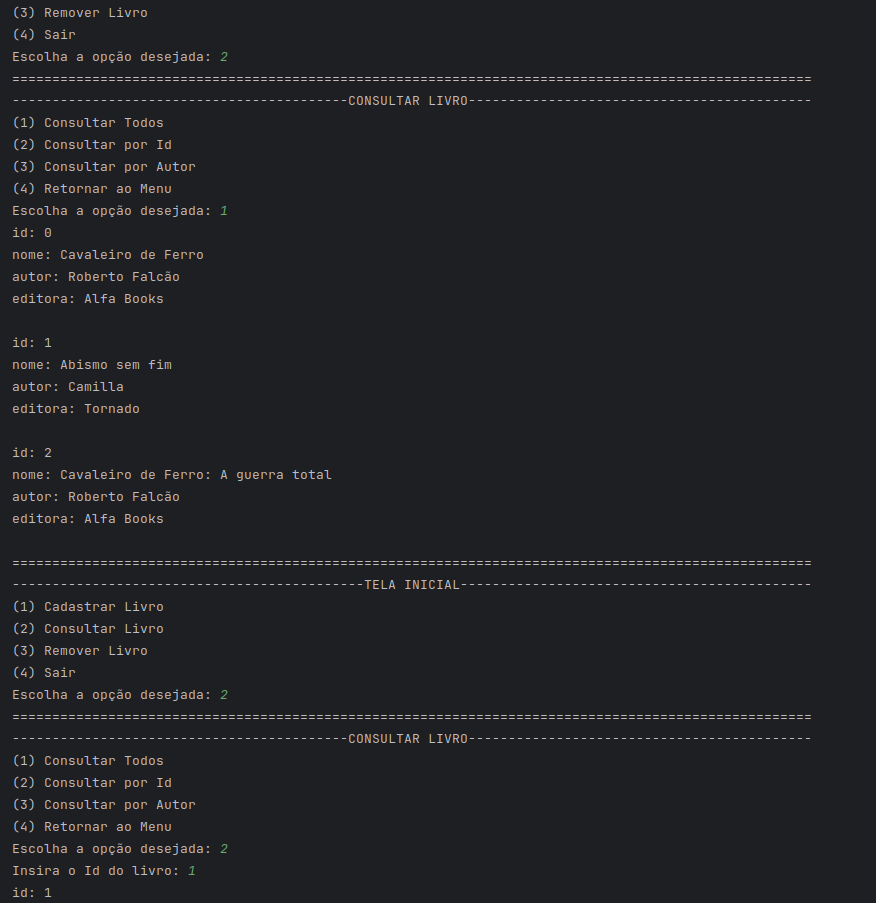 (3) Remover Livro
(4) Sair
Escolha a opção desejada: 2
====================================================================================================
------------------------------------------CONSULTAR LIVRO-------------------------------------------
(1) Consultar Todos
(2) Consultar por Id
(3) Consultar por Autor
(4) Retornar ao Menu
Escolha a opção desejada: 1
id: 0
nome: Cavaleiro de Ferro
autor: Roberto Falcão
editora: Alfa Books
id: 1
nome: Abismo sem fim
autor: Camilla
editora: Tornado
id: 2
nome: Cavaleiro de Ferro: A guerra total
autor: Roberto Falcão
editora: Alfa Books
====================================================================================================
--------------------------------------------TELA INICIAL--------------------------------------------
(1) Cadastrar Livro
(2) Consultar Livro
(3) Remover Livro
(4) Sair
Escolha a opção desejada: 2
====================================================================================================
------------------------------------------CONSULTAR LIVRO-------------------------------------------
(1) Consultar Todos
(2) Consultar por Id
(3) Consultar por Autor
(4) Retornar ao Menu
Escolha a opção desejada: 2
Insira o Id do livro: 1
id: 1